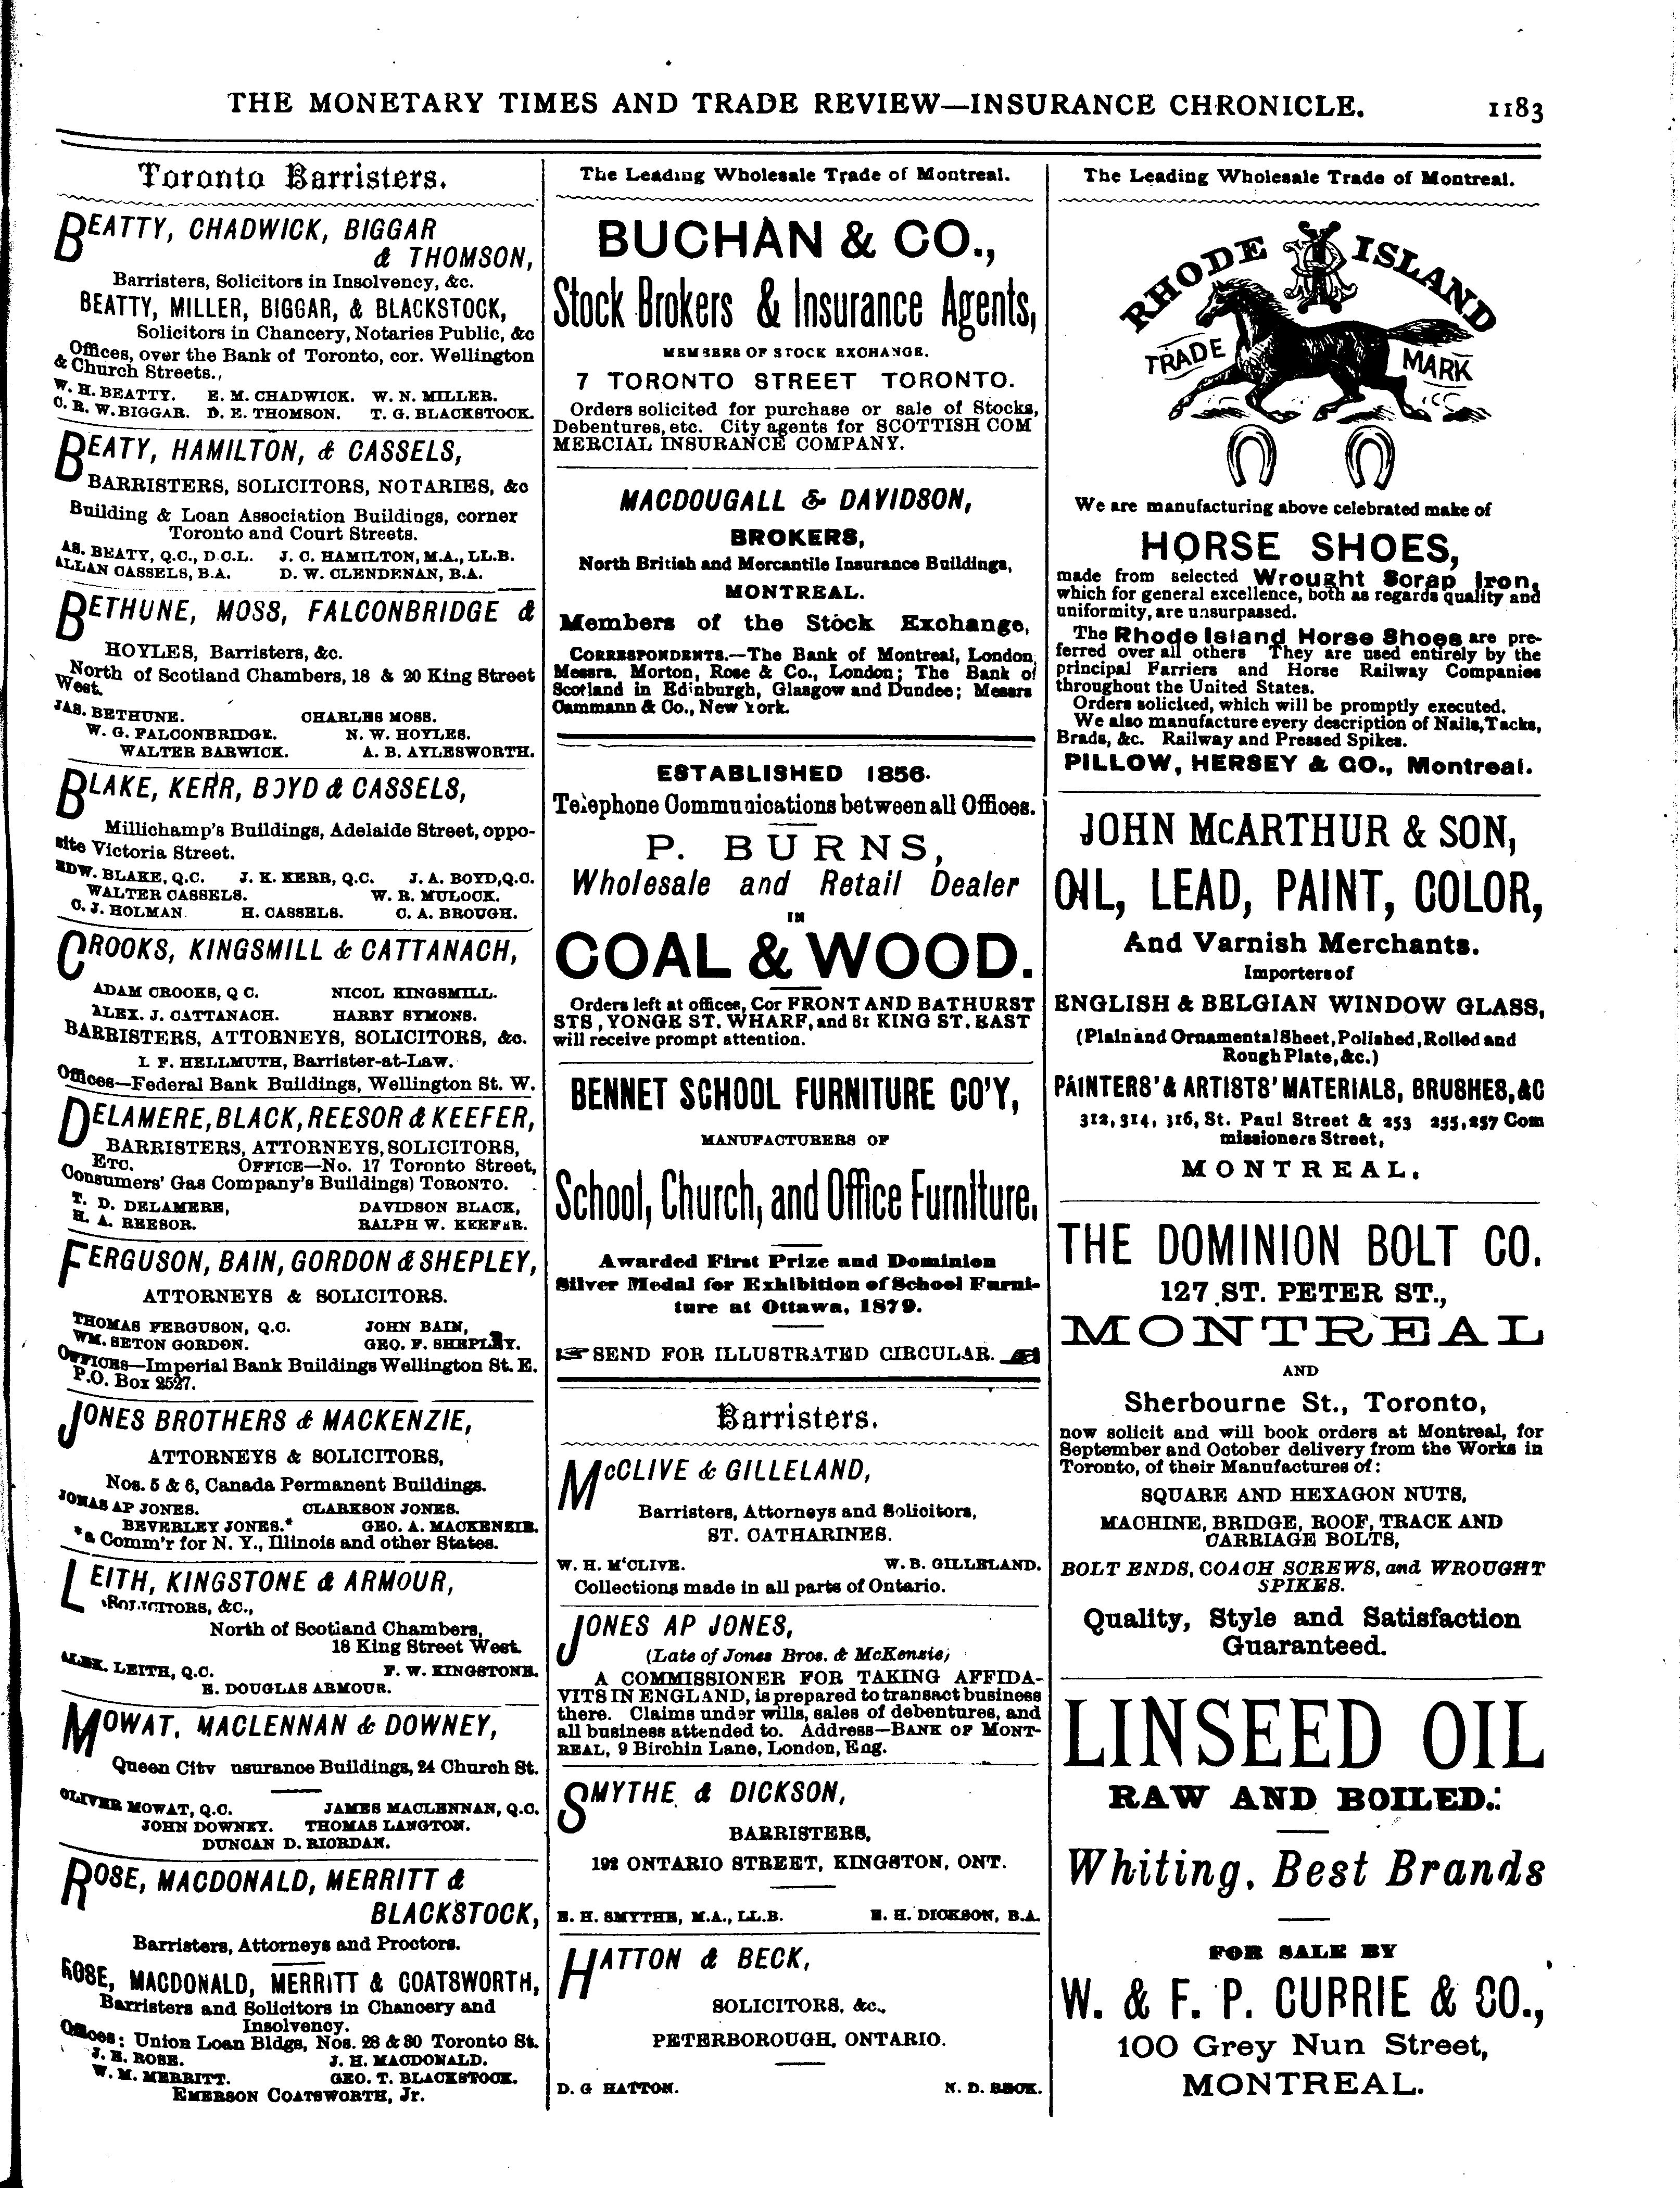 THE MONETARY TIMES AND TRADE REVIEW—INSURANCE CHRONICLE. 1183
Toronto Barristers.
BEATTY, CHADWICK, BIGGAR
& THOMSON,
Barristers, Solicitors in Insolvency, &c.
BEATTY, MILLER, BIGGAR, & BLACKSTOCK,
Solicitors in Chancery, Notaries Public, &c
Offices, over the Bank of Toronto, cor. Wellington
& Church Streets.,
W. H. BEATTY. E. M. CHADWICK. W. N. MILLER.
C. R. W. BIGGAR. D. E. THOMSON. T. G. BLACKSTOCK.
BEATY, HAMILTON, & CASSELS,
BARRISTERS, SOLICITORS, NOTARIES, &c
Building & Loan Association Buildings, corner
Toronto and Court Streets.
AS. BEATY, Q.C., D.C.L. J. C. HAMILTON, M.A., LL.B.
ALLAN CASSELS, B.A. D. W. CLENDENAN, B.A.
BETHUNE, MOSS, FALCONBRIDGE &
HOYLES, Barristers, &c.
North of Scotland Chambers, 18 & 20 King Street
West.
JAS. BETHUNE. CHARLES MOSS.
W. G. FALCONBRIDGE. N. W. HOYLES.
WALTER BARWICK. A. B. AYLESWORTH.
BLAKE, KERR, BOYD & CASSELS,
Millichamp's Buildings, Adelaide Street, oppo-
site Victoria Street.
EDW. BLAKE, Q.C. J. K. KERR, Q.C. J. A. BOYD, Q.C.
WALTER CASSELS. W. R. MULOCK.
C. J. HOLMAN. H. CASSELS. C. A. BROUGH.
CROOKS, KINGSMILL & CATTANACH,
ADAM CROOKS, Q C. NICOL KINGSMILL.
ALEX. J. CATTANACH. HARRY SYMONS.
BARRISTERS, ATTORNEYS, SOLICITORS, &c.
I. F. HELLMUTH, Barrister-at-Law.
Offices—Federal Bank Buildings, Wellington St. W.
DELAMERE, BLACK, REESOR & KEEFER,
BARRISTERS, ATTORNEYS, SOLICITORS,
ETC. OFFICE—No. 17 Toronto Street,
Consumers' Gas Company's Buildings) TORONTO.
T. D. DELAMERE, DAVIDSON BLACK,
H. A. REESOR. RALPH W. KEEFER.
FERGUSON, BAIN, GORDON & SHEPLEY,
ATTORNEYS & SOLICITORS.
THOMAS FERGUSON, Q.C. JOHN BAIN,
WM. SETON GORDON. GEO. F. SHEPLEY.
OFFICES—Imperial Bank Buildings Wellington St. E.
P.O. Box 2527.
JONES BROTHERS & MACKENZIE,
ATTORNEYS & SOLICITORS,
Nos. 5 & 6, Canada Permanent Buildings.
JONAS AP JONES. CLARKSON JONES.
BEVERLEY JONES.* GEO. A. MACKENZIE.
*a Comm'r for N. Y., Illinois and other States.
LEITH, KINGSTONE & ARMOUR,
SOLICITORS, &C.,
North of Scotland Chambers,
18 King Street West.
ALEX. LEITH, Q.C. F. W. KINGSTONE.
E. DOUGLAS ARMOUR.
MOWAT, MACLENNAN & DOWNEY,
Queen City nsurance Buildings, 24 Church St.
OLIVER MOWAT, Q.C. JAMES MACLENNAN, Q.C.
JOHN DOWNEY. THOMAS LANGTON.
DUNCAN D. RIORDAN.
ROSE, MACDONALD, MERRITT &
BLACKSTOCK,
Barristers, Attorneys and Proctors.
ROSE, MACDONALD, MERRITT & COATSWORTH,
Barristers and Solicitors in Chancery and
Insolvency.
Offices: Union Loan Bldgs, Nos. 28 & 30 Toronto St.
J. E. ROSE. J. H. MACDONALD.
W. M. MERRITT. GEO. T. BLACKSTOCK.
EMERSON COATSWORTH, Jr.
The Leading Wholesale Trade of Montreal.
BUCHAN & CO.,
Stock Brokers & Insurance Agents,
MEMBERS OF STOCK EXCHANGE.
7 TORONTO STREET TORONTO.
Orders solicited for purchase or sale of Stocks,
Debentures, etc. City agents for SCOTTISH COM
MERCIAL INSURANCE COMPANY.
MACDOUGALL & DAVIDSON,
BROKERS,
North British and Mercantile Insurance Buildings,
MONTREAL.
Members of the Stock Exchange,
CORRESPONDENTS.—The Bank of Montreal, London,
Messrs. Morton, Rose & Co., London; The Bank of
Scotland in Edinburgh, Glasgow and Dundee; Messrs
Cammann & Co., New York.
ESTABLISHED 1856.
Telephone Communications between all Offices.
P. BURNS,
Wholesale and Retail Dealer
IN
COAL & WOOD.
Orders left at offices, Cor FRONT AND BATHURST
STS, YONGE ST. WHARF, and 81 KING ST. EAST
will receive prompt attention.
BENNET SCHOOL FURNITURE CO'Y,
MANUFACTURERS OF
School, Church, and Office Furniture.
Awarded First Prize and Dominion
Silver Medal for Exhibition of School Furni-
ture at Ottawa, 1879.
SEND FOR ILLUSTRATED CIRCULAR.
Barristers.
McCLIVE & GILLELAND,
Barristers, Attorneys and Solicitors,
ST. CATHARINES.
W. H. M'CLIVE. W. B. GILLELAND.
Collections made in all parts of Ontario.
JONES AP JONES,
(Late of Jones Bros. & McKenzie)
A COMMISSIONER FOR TAKING AFFIDA-
VITS IN ENGLAND, is prepared to transact business
there. Claims under wills, sales of debentures, and
all business attended to. Address—BANK OF MONT-
REAL, 9 Birchin Lane, London, Eng.
SMYTHE & DICKSON,
BARRISTERS,
192 ONTARIO STREET, KINGSTON, ONT.
E. H. SMYTHE, M.A., LL.B. E. H. DICKSON, B.A.
HATTON & BECK,
SOLICITORS, &c.,
PETERBOROUGH, ONTARIO.
D. G HATTON. N. D. BECK.
The Leading Wholesale Trade of Montreal.
RHODE ISLAND
TRADE MARK
We are manufacturing above celebrated make of
HORSE SHOES,
made from selected Wrought Scrap Iron,
which for general excellence, both as regards quality and
uniformity, are unsurpassed.
The Rhode Island Horse Shoes are pre-
ferred over all others They are used entirely by the
principal Farriers and Horse Railway Companies
throughout the United States.
Orders solicited, which will be promptly executed.
We also manufacture every description of Nails, Tacks,
Brads, &c. Railway and Pressed Spikes.
PILLOW, HERSEY & CO., Montreal.
JOHN McARTHUR & SON,
OIL, LEAD, PAINT, COLOR,
And Varnish Merchants.
Importers of
ENGLISH & BELGIAN WINDOW GLASS,
(Plain and Ornamental Sheet, Polished, Rolled and
Rough Plate, &c.)
PAINTERS' & ARTISTS' MATERIALS, BRUSHES, &C
312, 314, 316, St. Paul Street & 253 255, 257 Com
missioners Street,
MONTREAL.
THE DOMINION BOLT CO.
127 ST. PETER ST.,
MONTREAL
AND
Sherbourne St., Toronto,
now solicit and will book orders at Montreal, for
September and October delivery from the Works in
Toronto, of their Manufactures of:
SQUARE AND HEXAGON NUTS,
MACHINE, BRIDGE, ROOF, TRACK AND
CARRIAGE BOLTS,
BOLT ENDS, COACH SCREWS, and WROUGHT
SPIKES.
Quality, Style and Satisfaction
Guaranteed.
LINSEED OIL
RAW AND BOILED.
Whiting, Best Brands
FOR SALE BY
W. & F. P. CURRIE & CO.,
100 Grey Nun Street,
MONTREAL.